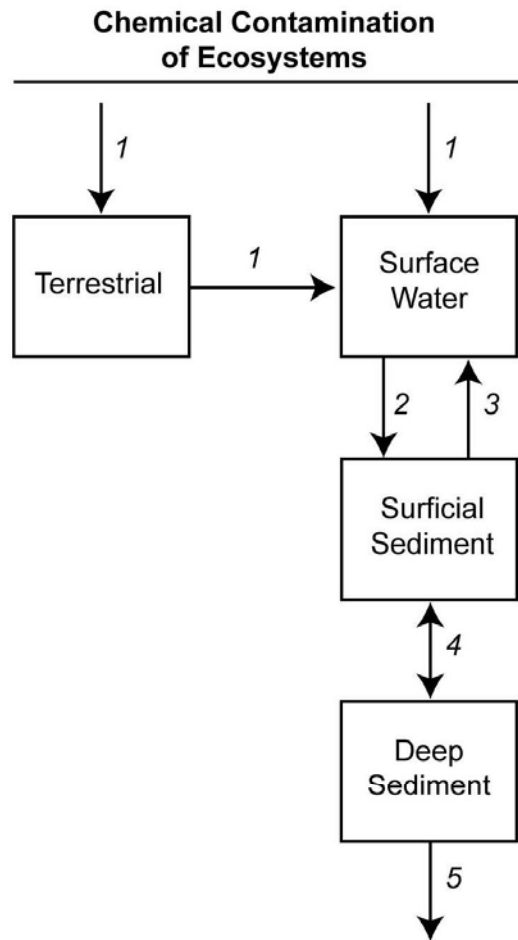 Chemical Contamination
of Ecosystems
1
1
Terrestrial
1
Surface
Water
2
3
Surficial
Sediment
4
Deep
Sediment
5